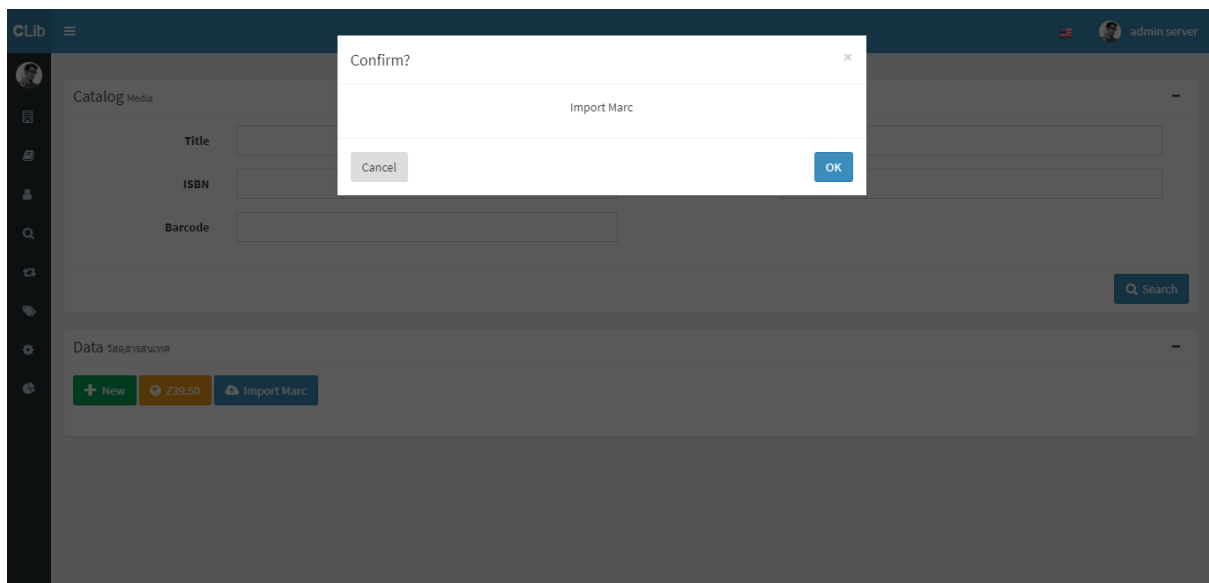 CLib
admin server
Confirm?
×
Import Marc
Cancel
OK
Catalog Media
Title
ISBN
Barcode
Search
Data วัสดุสารสนเทศ
New
Z39.50
Import Marc